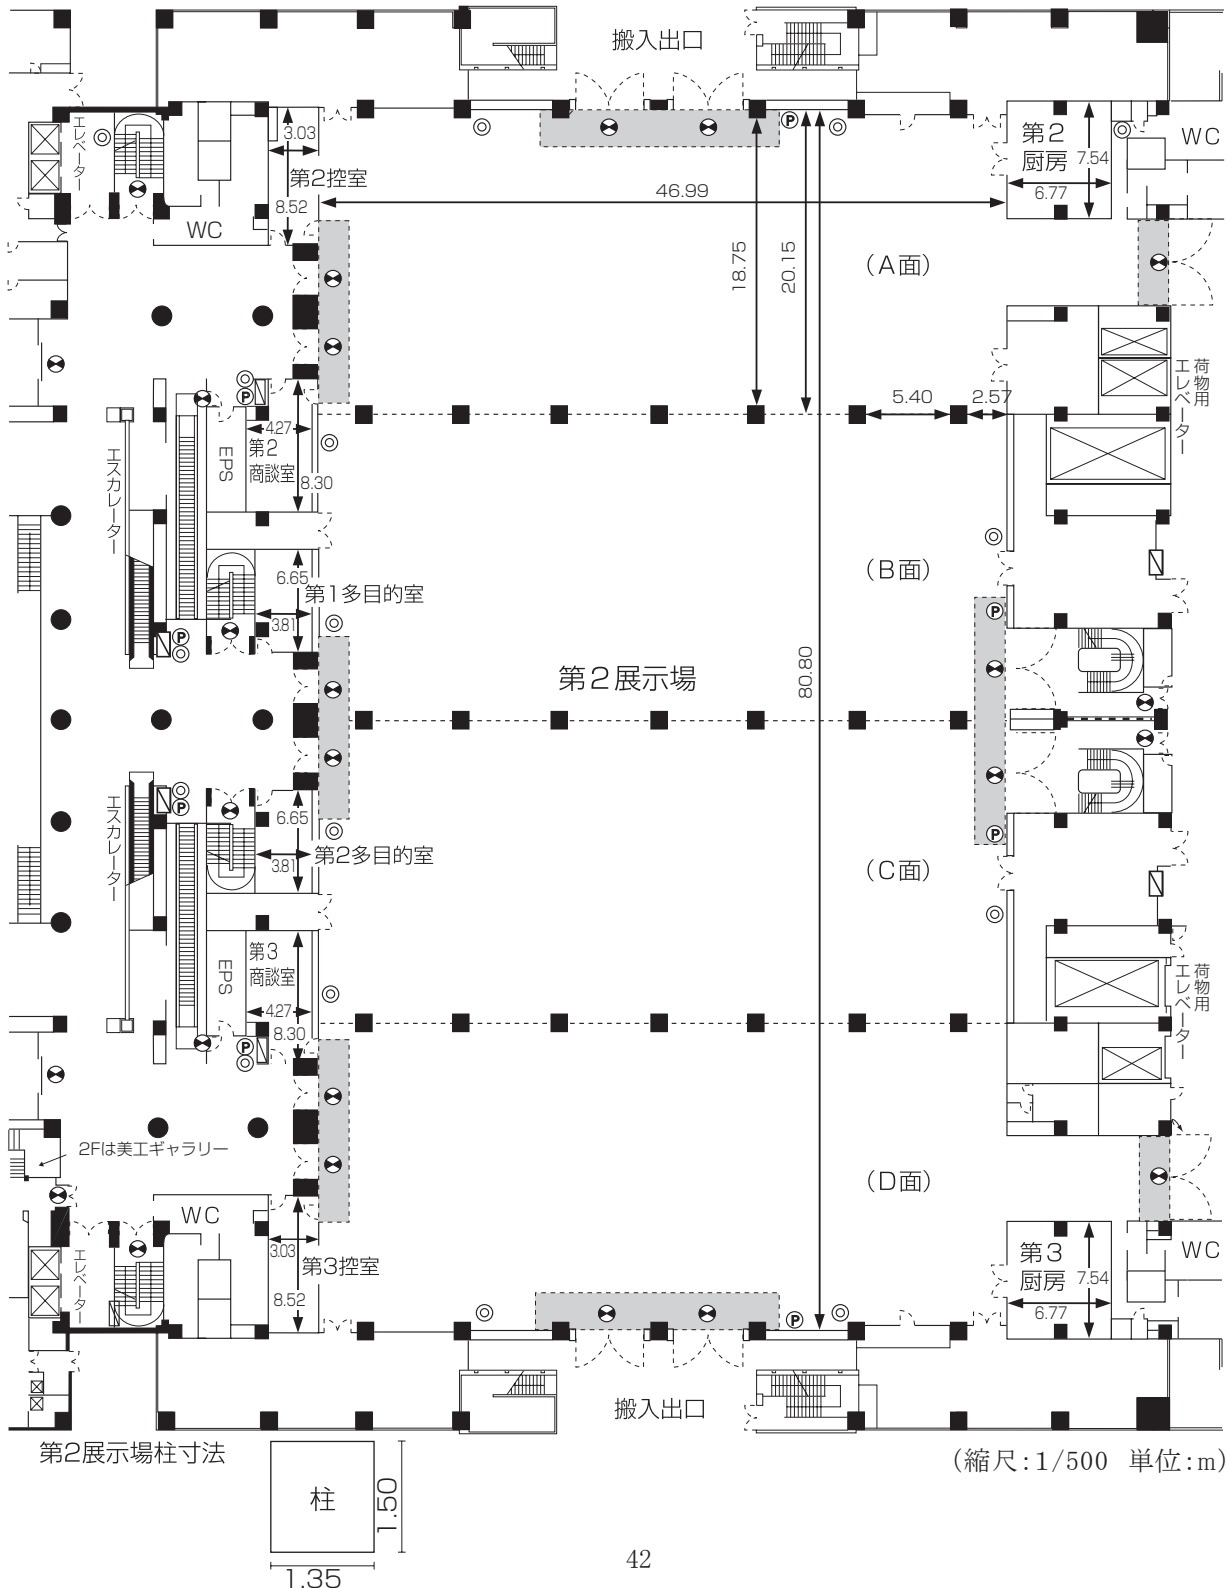 搬入出口
エレベーター
3.03
第2控室
8.52
WC
P
46.99
18.75
20.15
(A面)
第2
厨房
7.54
6.77
WC
荷物用
エレベーター
5.40
2.57
P
4.27
第2
商談室
EPS
8.30
エスカレーター
6.65
第1多目的室
3.81
P
(B面)
P
第2展示場
80.80
P
エスカレーター
6.65
第2多目的室
3.81
(C面)
P
第3
商談室
EPS
4.27
8.30
P
荷物用
エレベーター
2Fは美工ギャラリー
(D面)
WC
3.03
第3控室
8.52
エレベーター
第3
厨房
7.54
6.77
WC
P
搬入出口
第2展示場柱寸法
(縮尺:1/500 単位:m)
柱
1.50
1.35
42